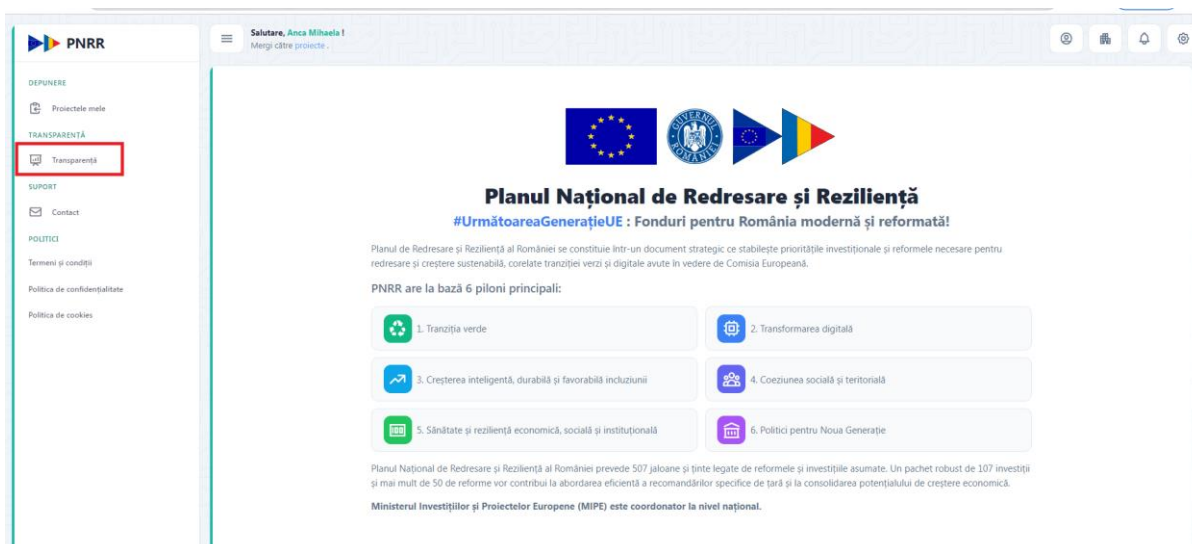 PNRR
Salutare, Anca Mihaela !
Mergi către proiecte .
DEPUNERE
Proiectele mele
TRANSPARENȚĂ
Transparență
SUPORT
Contact
POLITICI
Termeni și condiții
Politica de confidențialitate
Politica de cookies
GUVERNUL
ROMÂNIEI
Planul Național de Redresare și Reziliență
#UrmătoareaGenerațieUE : Fonduri pentru România modernă și reformată!
Planul de Redresare și Reziliență al României se constituie într-un document strategic ce stabilește prioritățile investiționale și reformele necesare pentru
redresare și creștere sustenabilă, corelate tranziției verzi și digitale avute în vedere de Comisia Europeană.
PNRR are la bază 6 piloni principali:
1. Tranziția verde
2. Transformarea digitală
3. Creșterea inteligentă, durabilă și favorabilă incluziunii
4. Coeziunea socială și teritorială
5. Sănătate și reziliență economică, socială și instituțională
6. Politici pentru Noua Generație
Planul Național de Redresare și Reziliență al României prevede 507 jaloane și ținte legate de reformele și investițiile asumate. Un pachet robust de 107 investiții
și mai mult de 50 de reforme vor contribui la abordarea eficientă a recomandărilor specifice de țară și la consolidarea potențialului de creștere economică.
Ministerul Investițiilor și Proiectelor Europene (MIPE) este coordonator la nivel național.